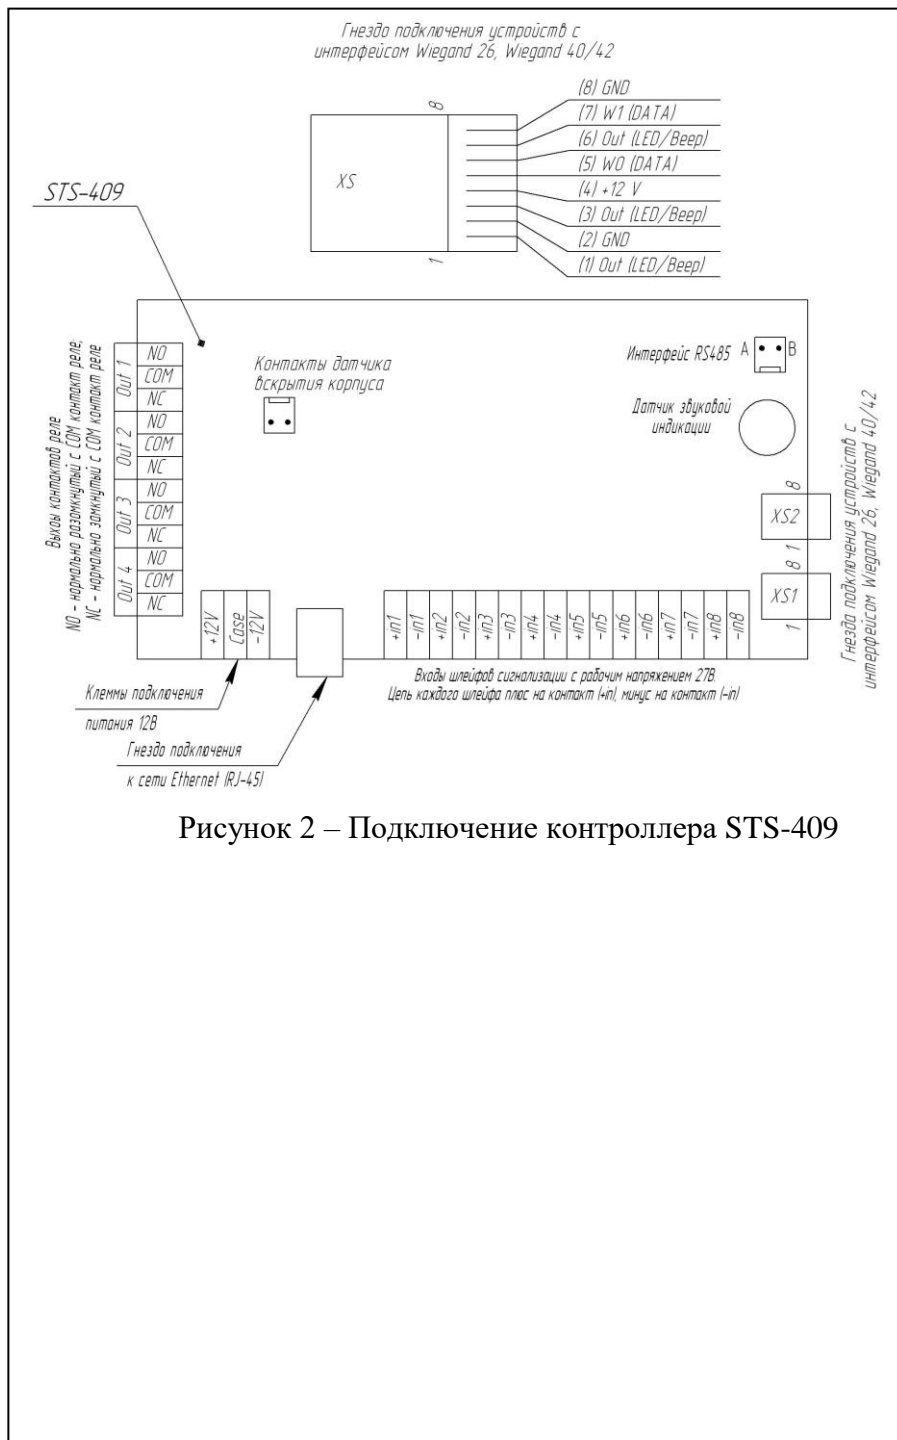 Гнездо подключения устройств с
интерфейсом Wiegand 26, Wiegand 40/42
(8) GND
(7) W1 (DATA)
(6) Out (LED/Beep)
(5) W0 (DATA)
(4) +12 V
(3) Out (LED/Beep)
(2) GND
(1) Out (LED/Beep)
XS
8
1
STS-409
Выхоы контактов реле
NO – нормально разомкнутый с COM контакт реле;
NC – нормально замкнутый с COM контакт реле
Out 1
NO
COM
NC
Out 2
NO
COM
NC
Out 3
NO
COM
NC
Out 4
NO
COM
NC
Контакты датчика
вскрытия корпуса
Интерфейс RS485
A
B
Датчик звуковой
индикации
XS2
8
1
XS1
8
1
Гнезда подключения устройств с
интерфейсом Wiegand 26, Wiegand 40/42
+12V
Case
-12V
+in1
-in1
+in2
-in2
+in3
-in3
+in4
-in4
+in5
-in5
+in6
-in6
+in7
-in7
+in8
-in8
Входы шлейфов сигнализации с рабочим напряжением 27В.
Цепь каждого шлейфа плюс на контакт (+in), минус на контакт (-in)
Клеммы подключения
питания 12В
Гнездо подключения
к сети Ethernet (RJ-45)
Рисунок 2 – Подключение контроллера STS-409